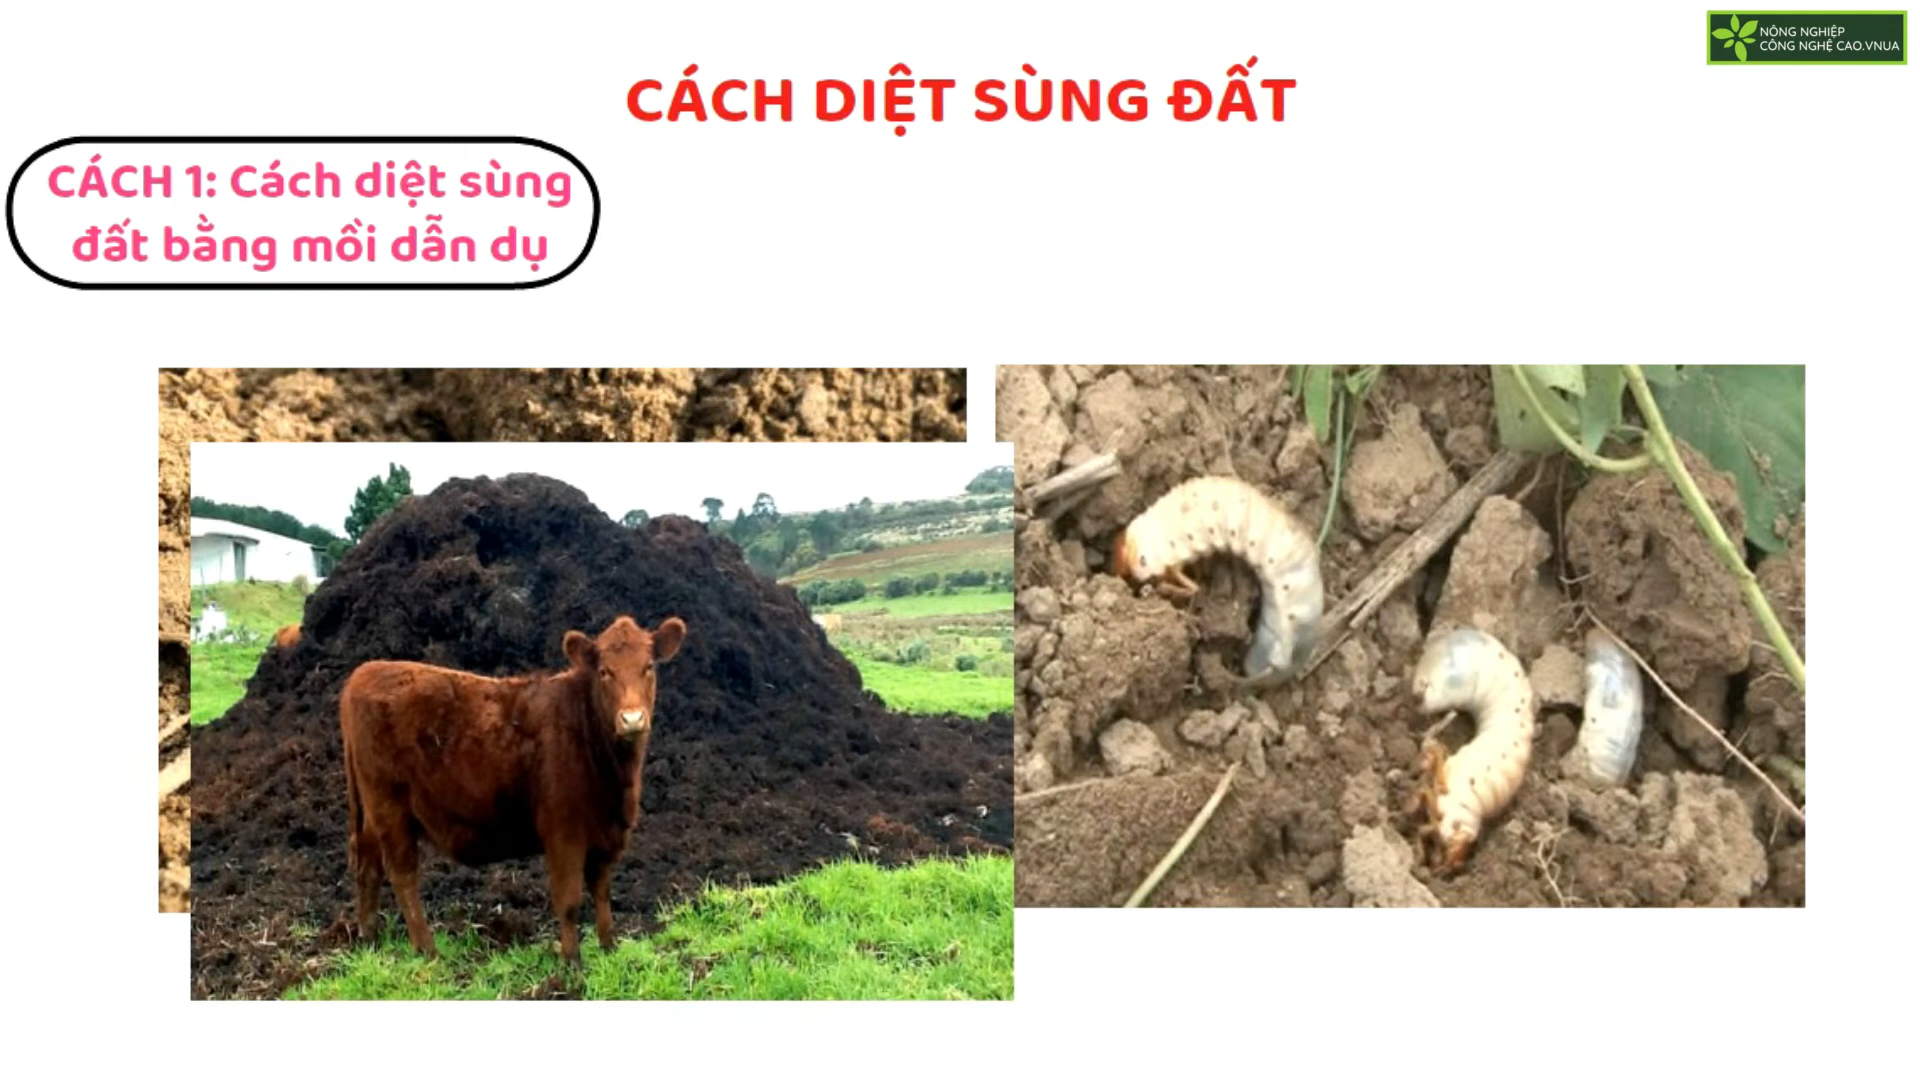 NÔNG NGHIỆP
CÔNG NGHỆ CAO.VNUA
CÁCH DIỆT SÙNG ĐẤT
CÁCH 1: Cách diệt sùng
đất bằng mồi dẫn dụ